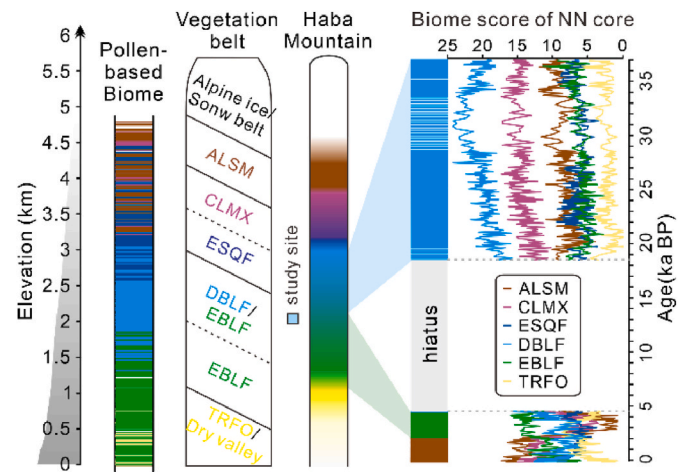 Pollen-
based
Biome
Vegetation
belt
Haba
Mountain
Biome score of NN core
Elevation (km)
6
5.5
5
4.5
4
3.5
3
2.5
2
1.5
1
0.5
0
Alpine ice/
Sonw belt
ALSM
CLMX
ESQF
DBLF/
EBLF
EBLF
TRFO/
Dry valley
study site
25 20 15 10 5 0
hiatus
ALSM
CLMX
ESQF
DBLF
EBLF
TRFO
35
30
25
20
15
10
5
0
Age(ka BP)